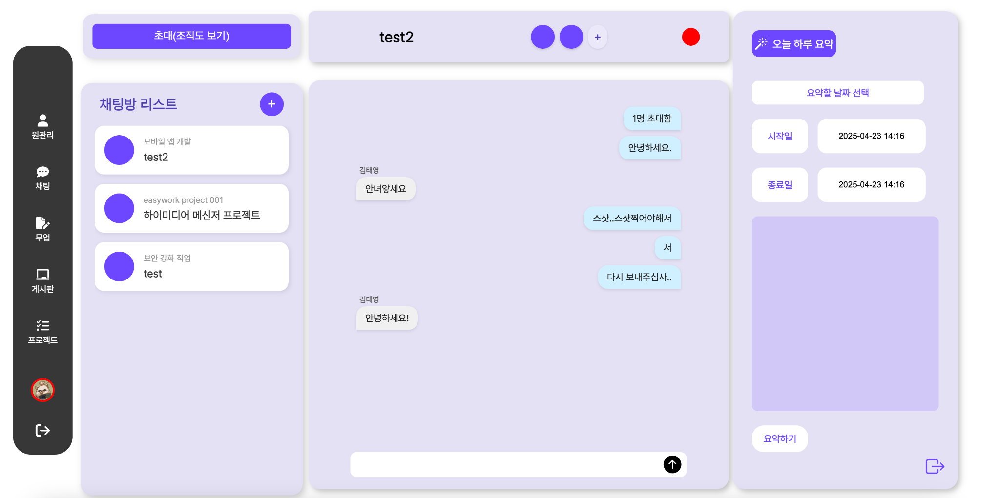 원관리
채팅
무업
게시판
프로젝트
초대(조직도 보기)
채팅방 리스트
+
모바일 앱 개발
test2
easywork project 001
하이미디어 메신저 프로젝트
보안 강화 작업
test
test2
+
1명 초대함
안녕하세요.
김태영
안녀앟세요
스샷..스샷찍어야해서
서
다시 보내주십사..
김태영
안녕하세요!
오늘 하루 요약
요약할 날짜 선택
시작일
2025-04-23 14:16
종료일
2025-04-23 14:16
요약하기